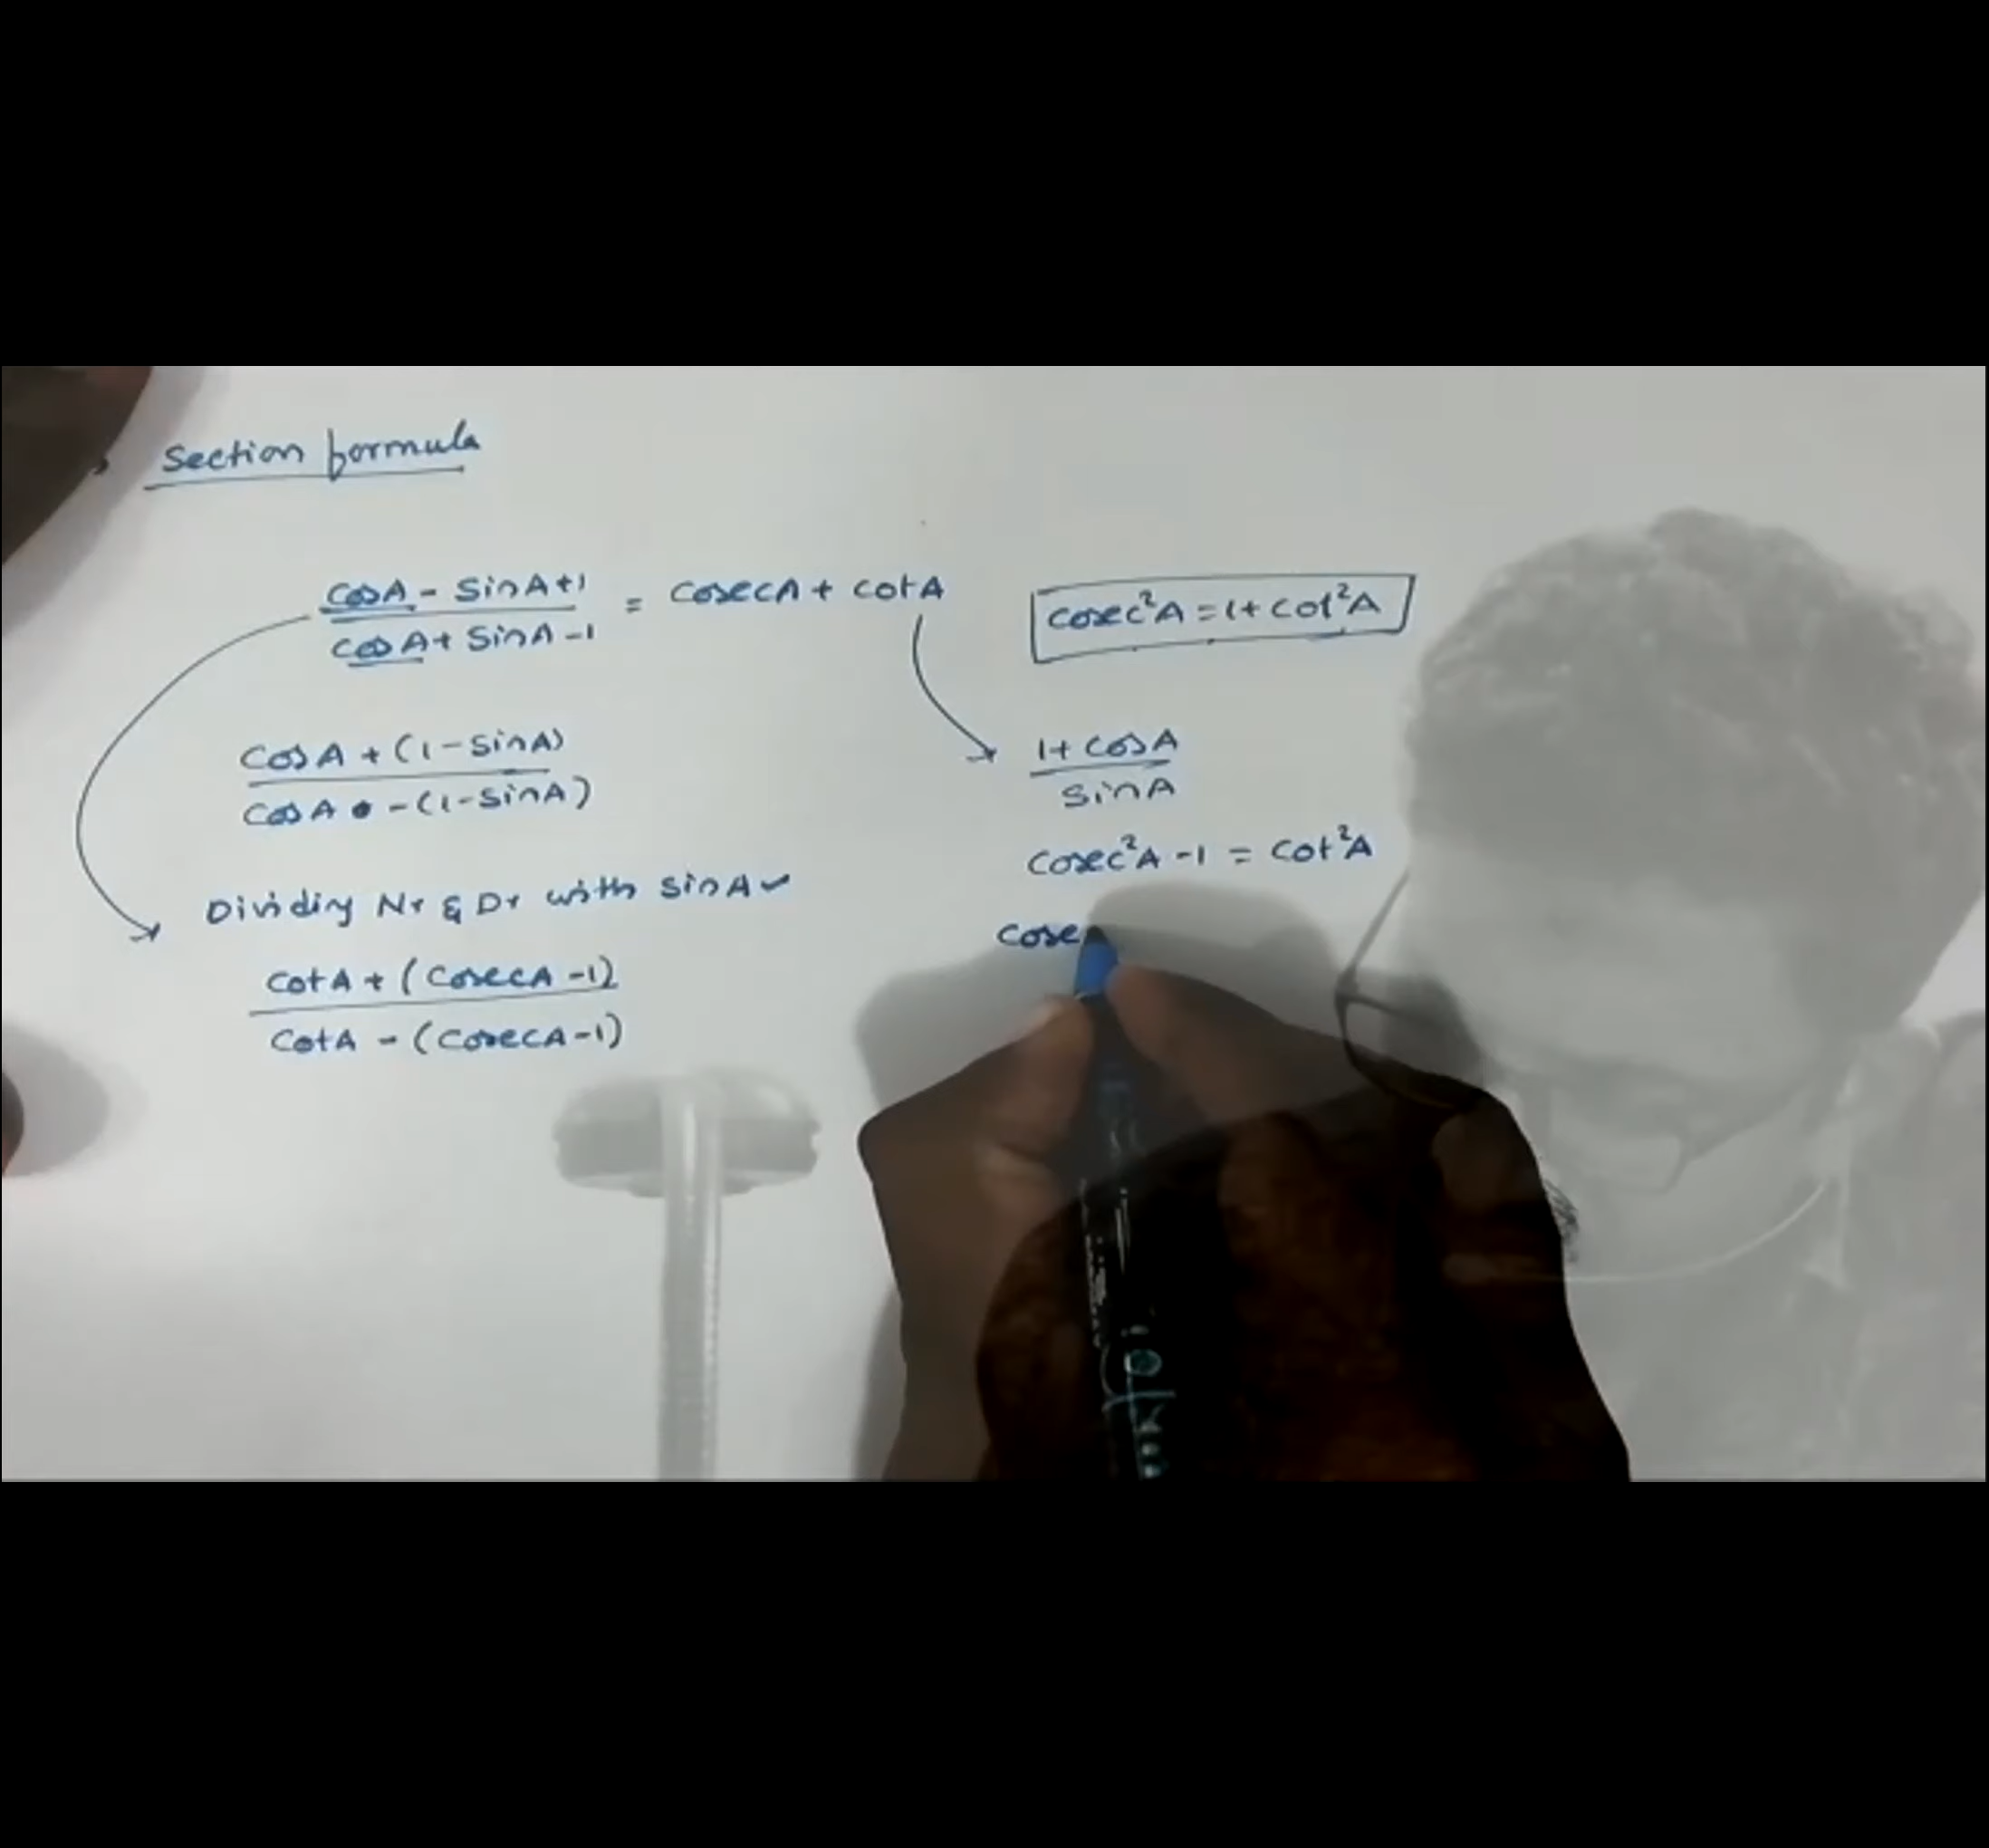 Section formula
cosA - sinA+1
cosA + sinA -1
= cosecA + cotA
cosec²A = 1+ cot²A
cosA + (1-sinA)
cosA • -(1-sinA)
1+ cosA
sinA
cosec²A -1 = cot²A
Dividing Nr & Dr with sinA
cose
cotA + (cosecA -1)
cotA - (cosecA-1)